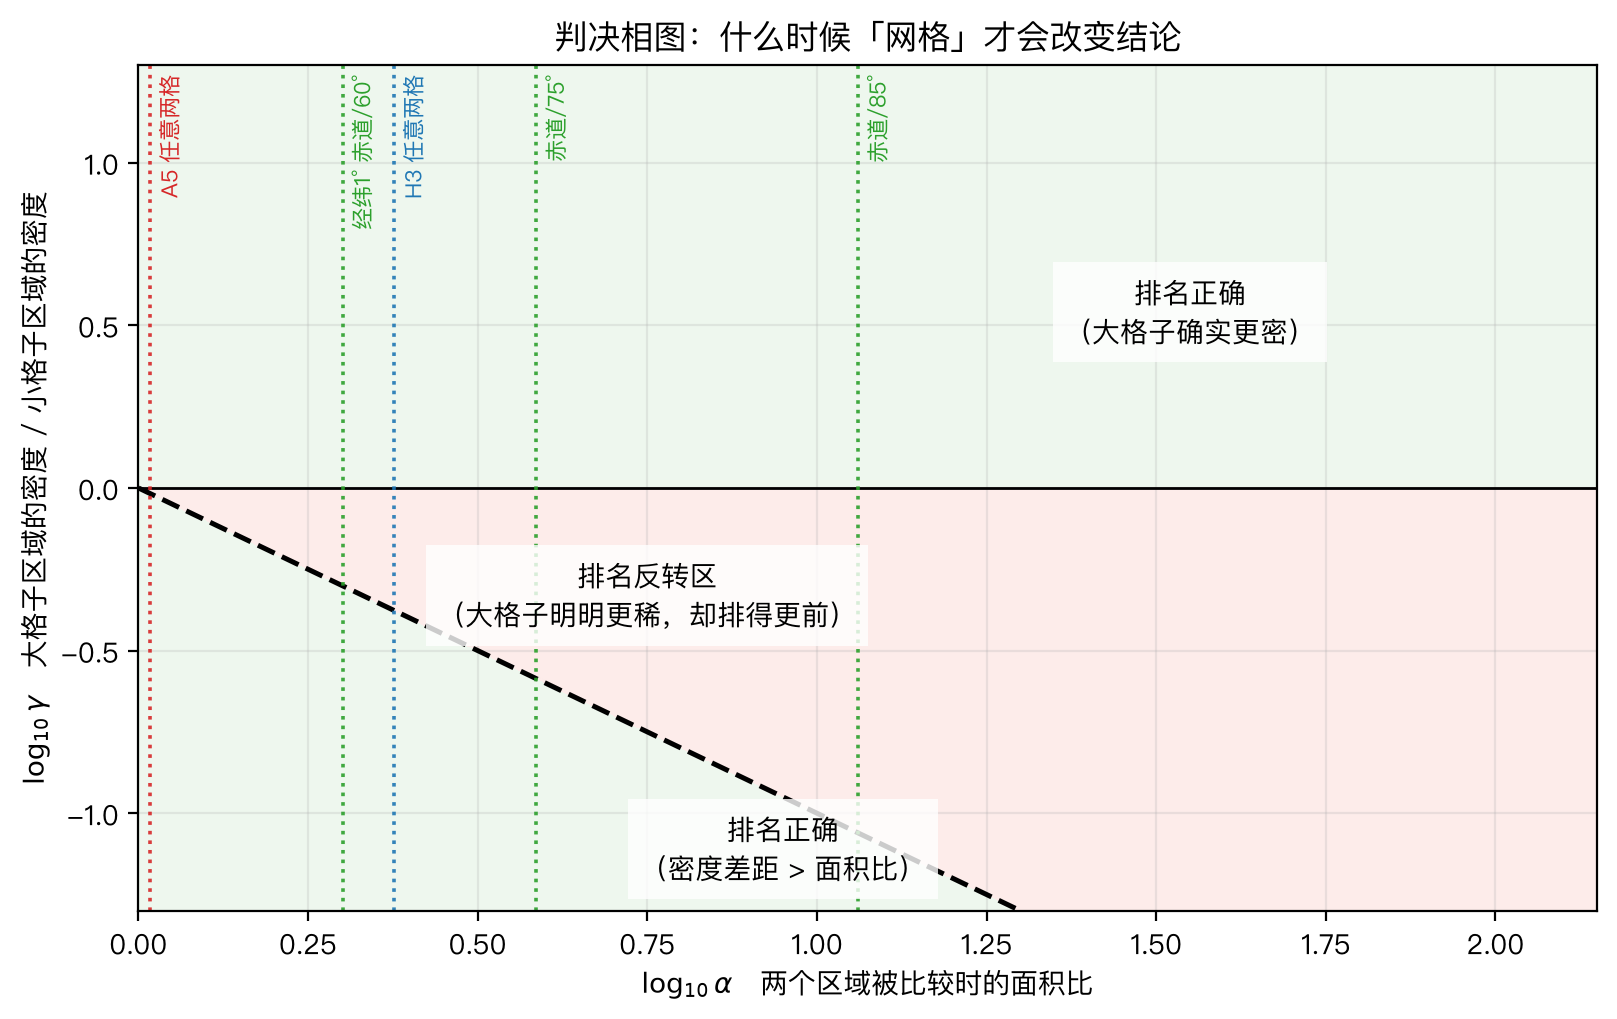 判决相图：什么时候「网格」才会改变结论
A5 任意两格
经纬1° 赤道/60°
H3 任意两格
赤道/75°
赤道/85°
1.0
0.5
0.0
−0.5
−1.0
log₁₀ γ 大格子区域的密度 / 小格子区域的密度
排名正确
（大格子确实更密）
排名反转区
（大格子明明更稀，却排得更前）
排名正确
（密度差距 > 面积比）
0.00 0.25 0.50 0.75 1.00 1.25 1.50 1.75 2.00
log₁₀ α 两个区域被比较时的面积比